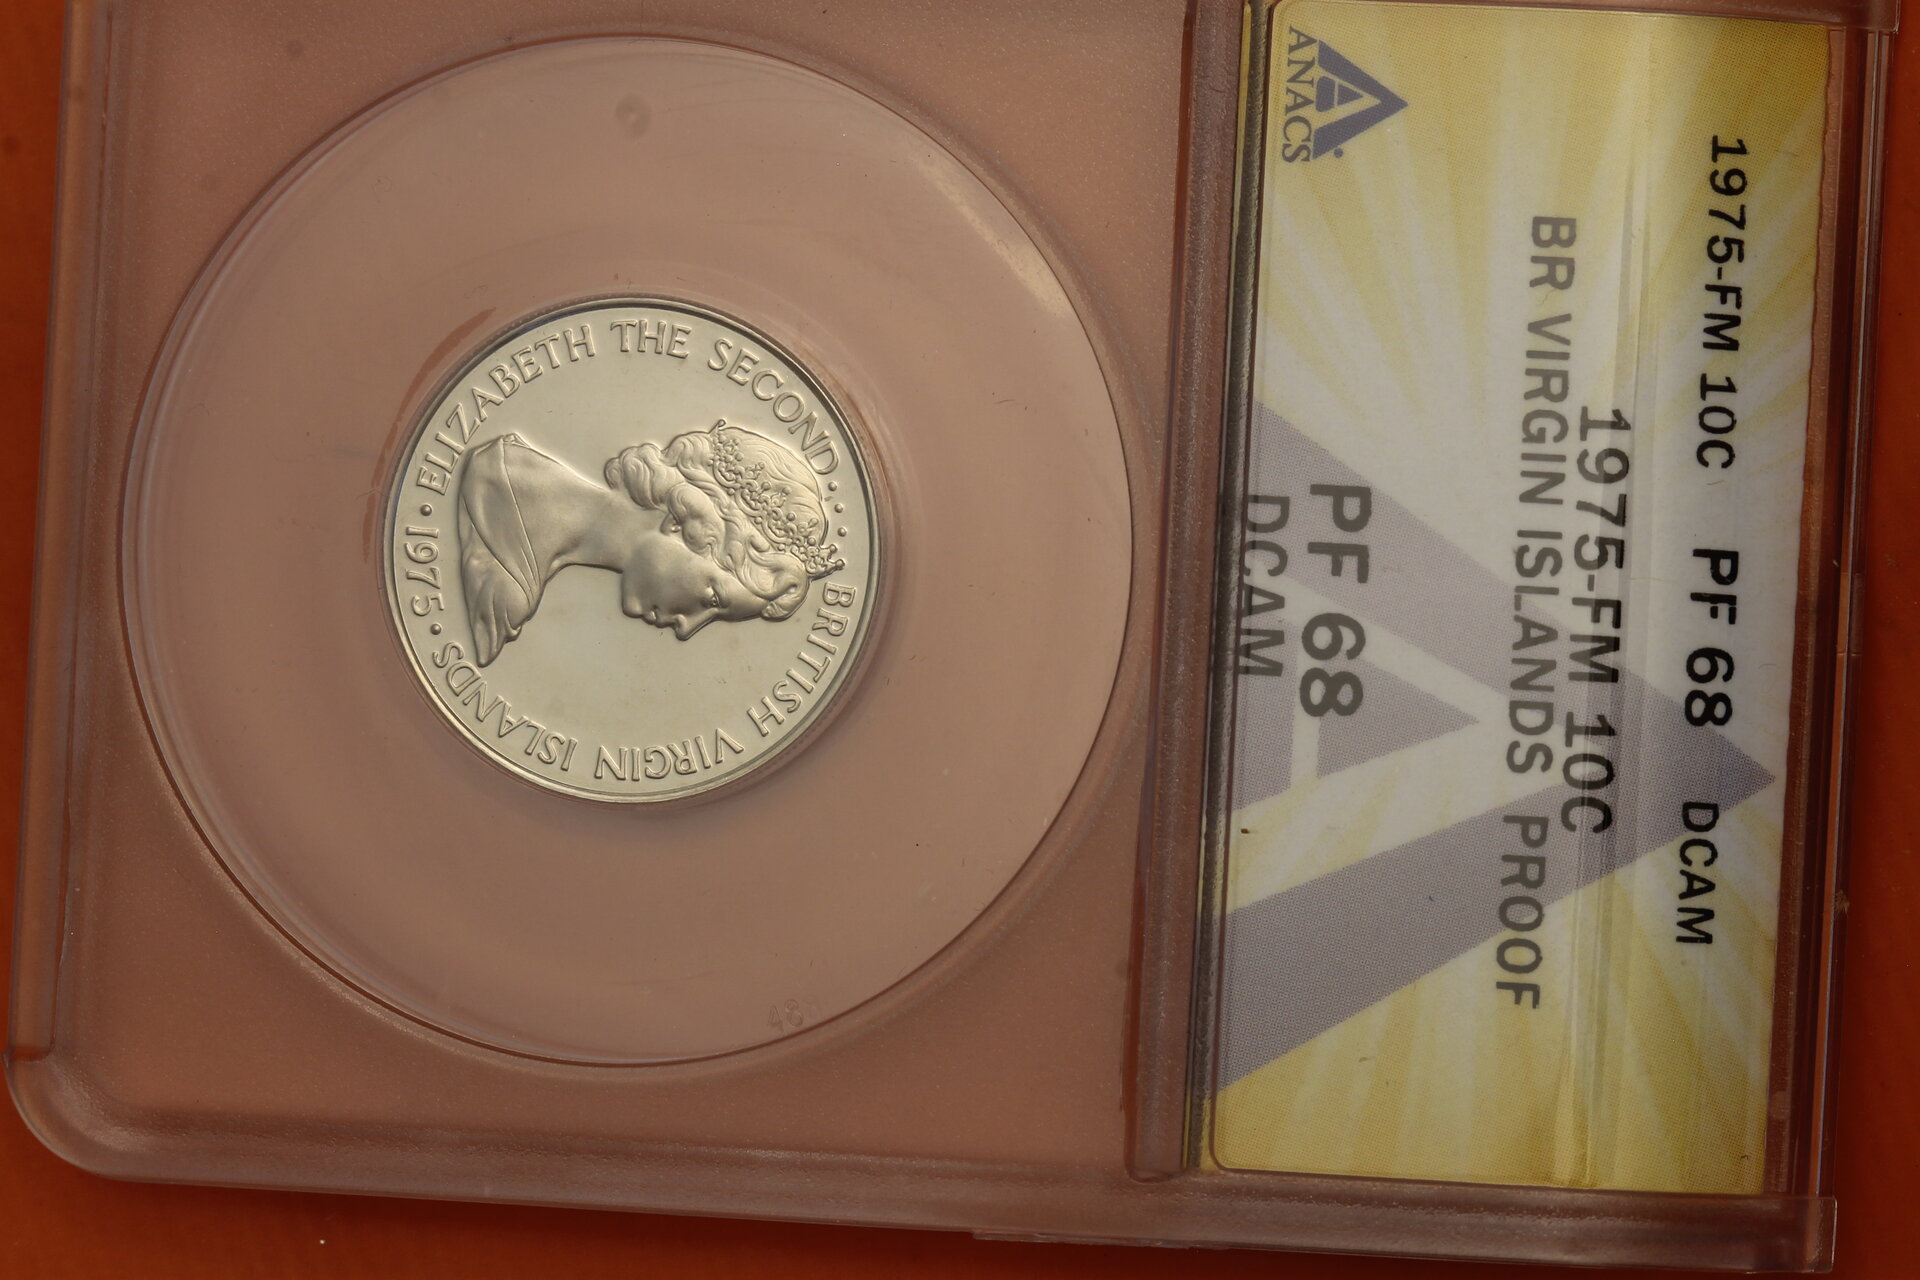 1975-FM 10C PF 68 DCAM
1975-FM 10C
BR VIRGIN ISLANDS PROOF
PF 68
DCAM
ANACS
ELIZABETH THE SECOND
BRITISH VIRGIN ISLANDS
• 1975 •